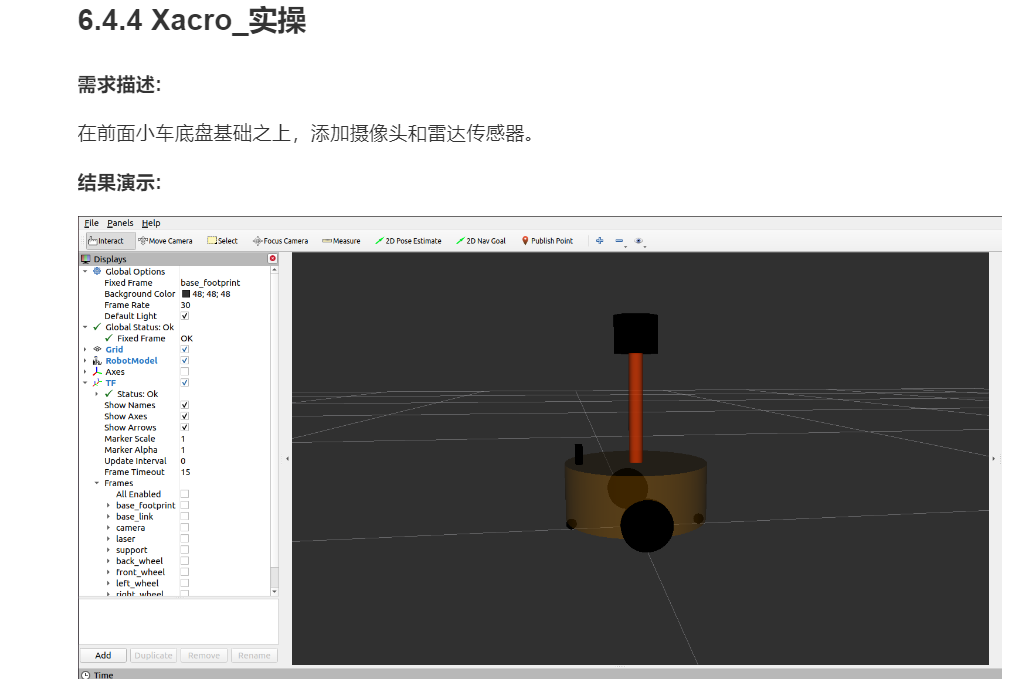 6.4.4 Xacro_实操
需求描述:
在前面小车底盘基础之上，添加摄像头和雷达传感器。
结果演示:
File Panels Help
Interact Move Camera Select Focus Camera Measure 2D Pose Estimate 2D Nav Goal Publish Point
Displays
Global Options
Fixed Frame base_footprint
Background Color 48; 48; 48
Frame Rate 30
Default Light
Global Status: Ok
Fixed Frame OK
Grid
RobotModel
Axes
TF
Status: Ok
Show Names
Show Axes
Show Arrows
Marker Scale 1
Marker Alpha 1
Update Interval 0
Frame Timeout 15
Frames
All Enabled
base_footprint
base_link
camera
laser
support
back_wheel
front_wheel
left_wheel
right_wheel
Add Duplicate Remove Rename
Time